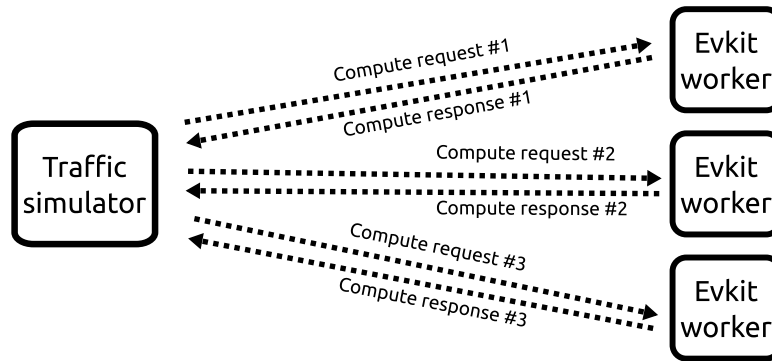 Traffic
simulator
Compute request #1
Compute response #1
Evkit
worker
Compute request #2
Compute response #2
Evkit
worker
Compute request #3
Compute response #3
Evkit
worker